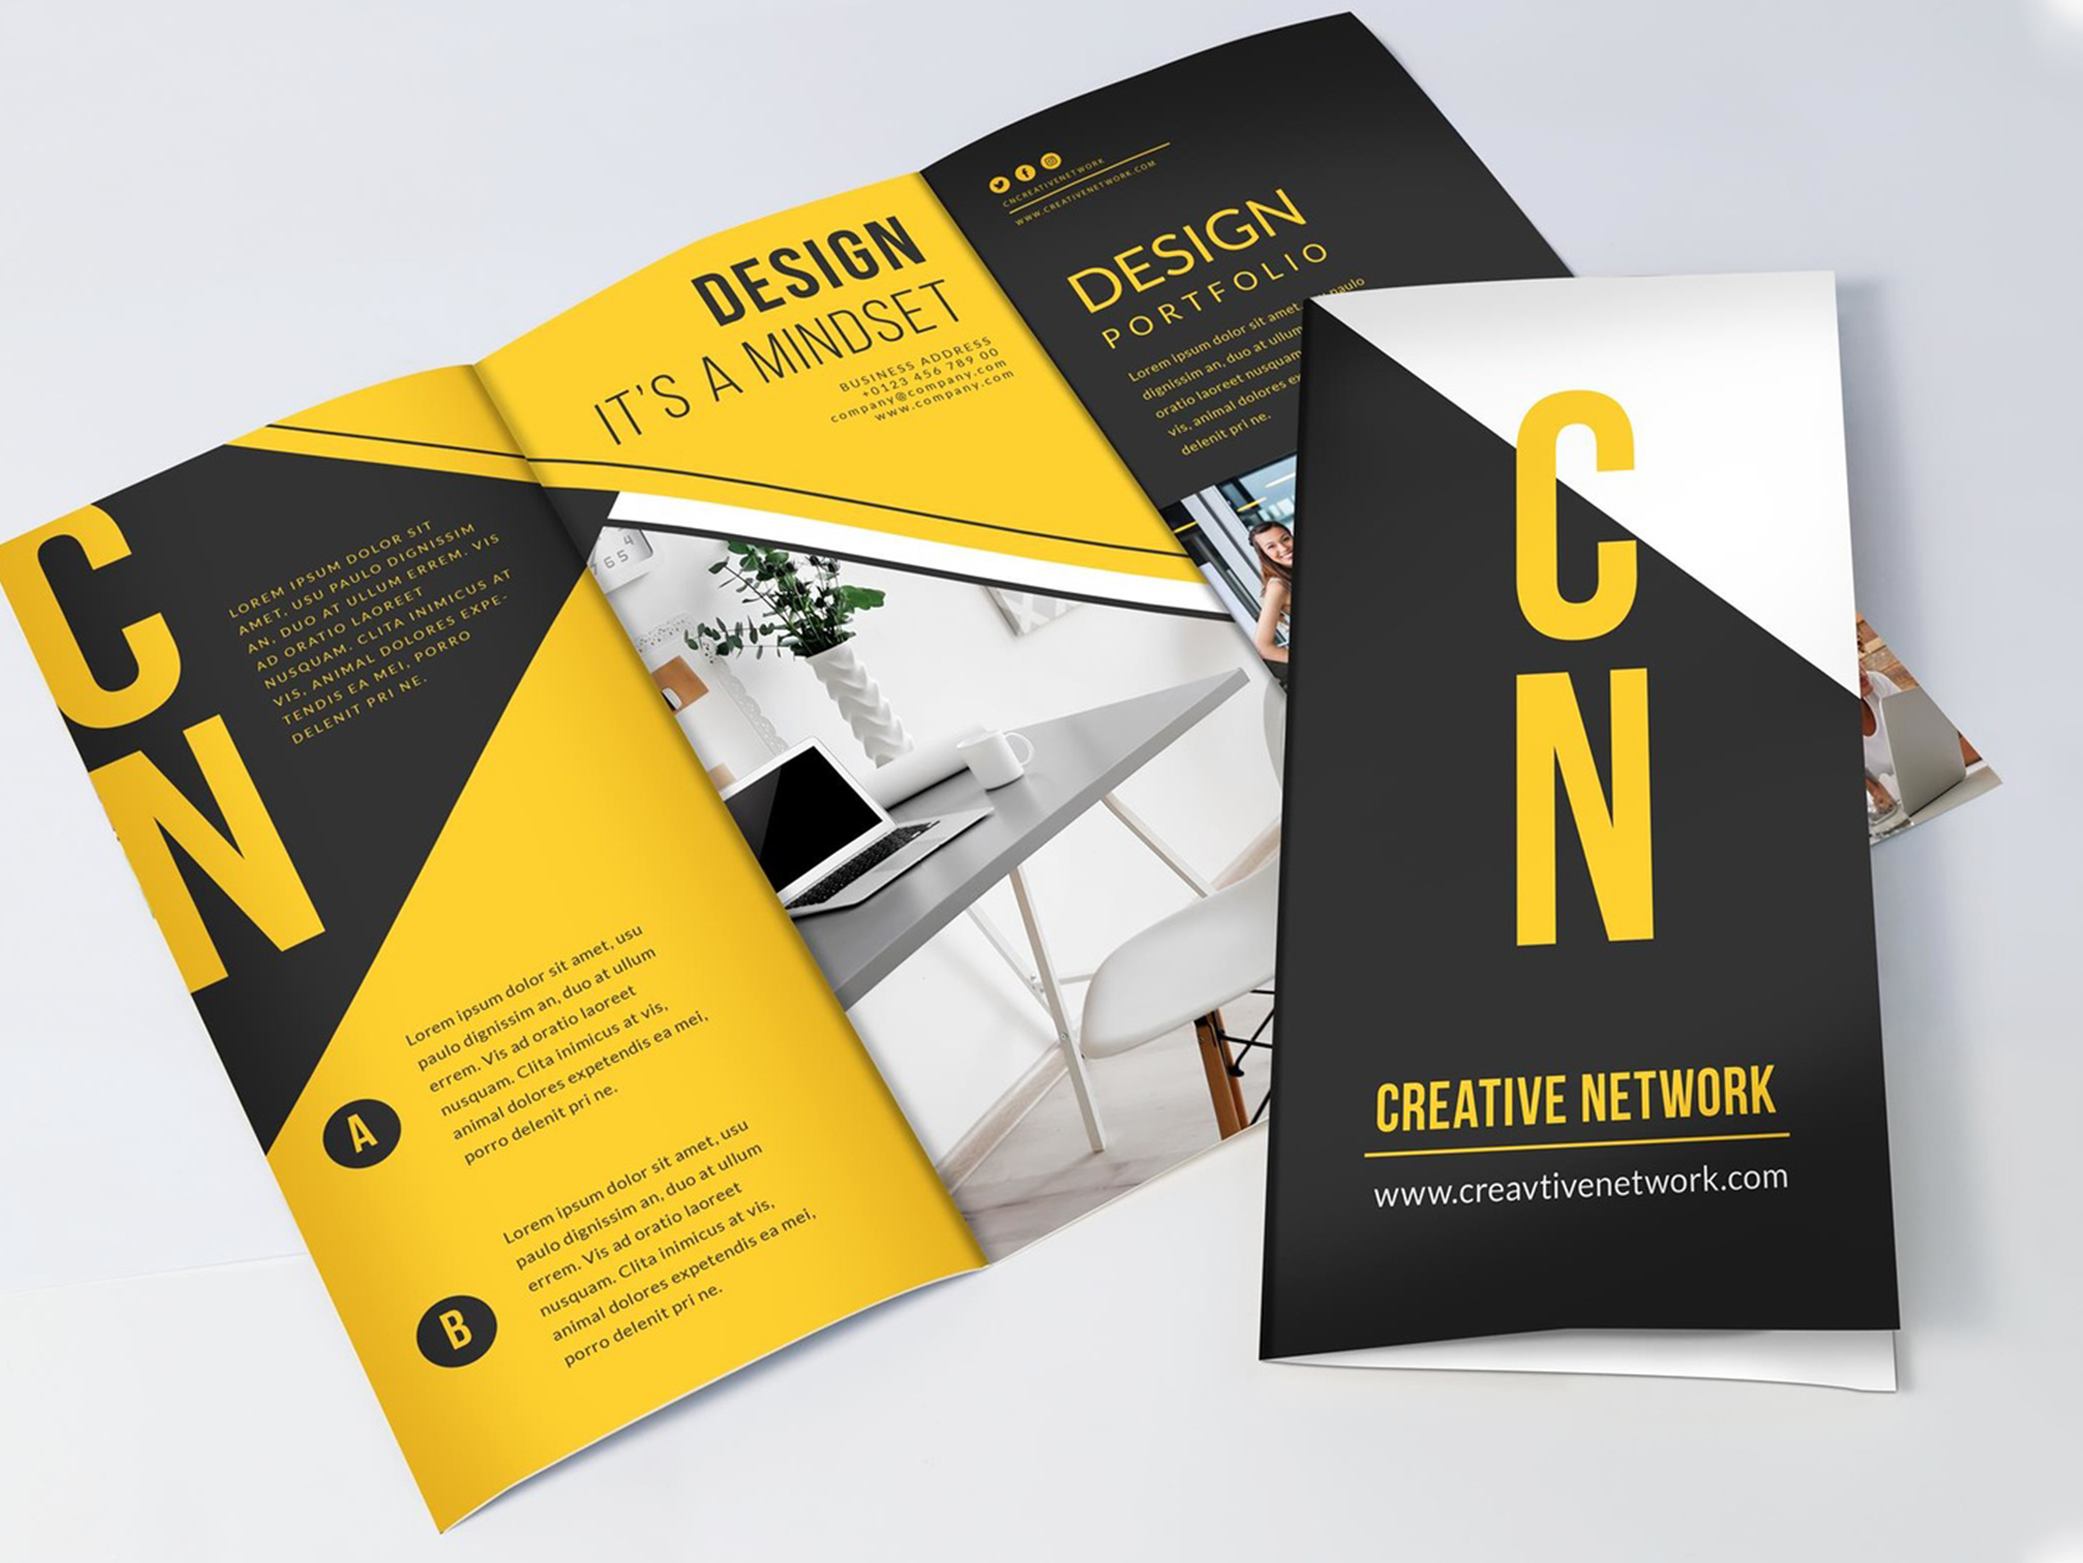 C
N
LOREM IPSUM DOLOR SIT
AMET, USU PAULO DIGNISSIM
AN, DUO AT ULLUM ERREM. VIS
AD ORATIO LAOREET
NUSQUAM. CLITA INIMICUS AT
VIS, ANIMAL DOLORES EXPE-
TENDIS EA MEI, PORRO
DELENIT PRI NE.
A
Lorem ipsum dolor sit amet, usu
paulo dignissim an, duo at ullum
errem. Vis ad oratio laoreet
nusquam. Clita inimicus at vis,
animal dolores expetendis ea mei,
porro delenit pri ne.
B
Lorem ipsum dolor sit amet, usu
paulo dignissim an, duo at ullum
errem. Vis ad oratio laoreet
nusquam. Clita inimicus at vis,
animal dolores expetendis ea mei,
porro delenit pri ne.
DESIGN
IT'S A MINDSET
BUSINESS ADDRESS
+0123 456 789 00
company@company.com
www.company.com
4
765
CNCREATIVENETWORK
WWW.CREATIVENETWORK.COM
DESIGN
PORTFOLIO
Lorem ipsum dolor sit amet, paulo
dignissim an, duo at ullum
oratio laoreet nusquam
vis, animal dolores
delenit pri ne.
C
N
CREATIVE NETWORK
www.creavtivenetwork.com